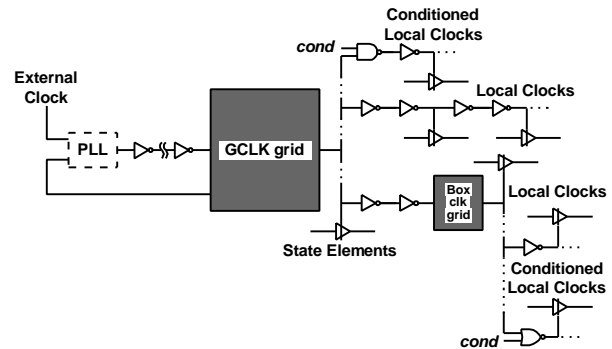 Conditioned
Local Clocks
cond
External
Clock
Local Clocks
PLL
GCLK grid
Box
clk
grid
Local Clocks
State Elements
Conditioned
Local Clocks
cond